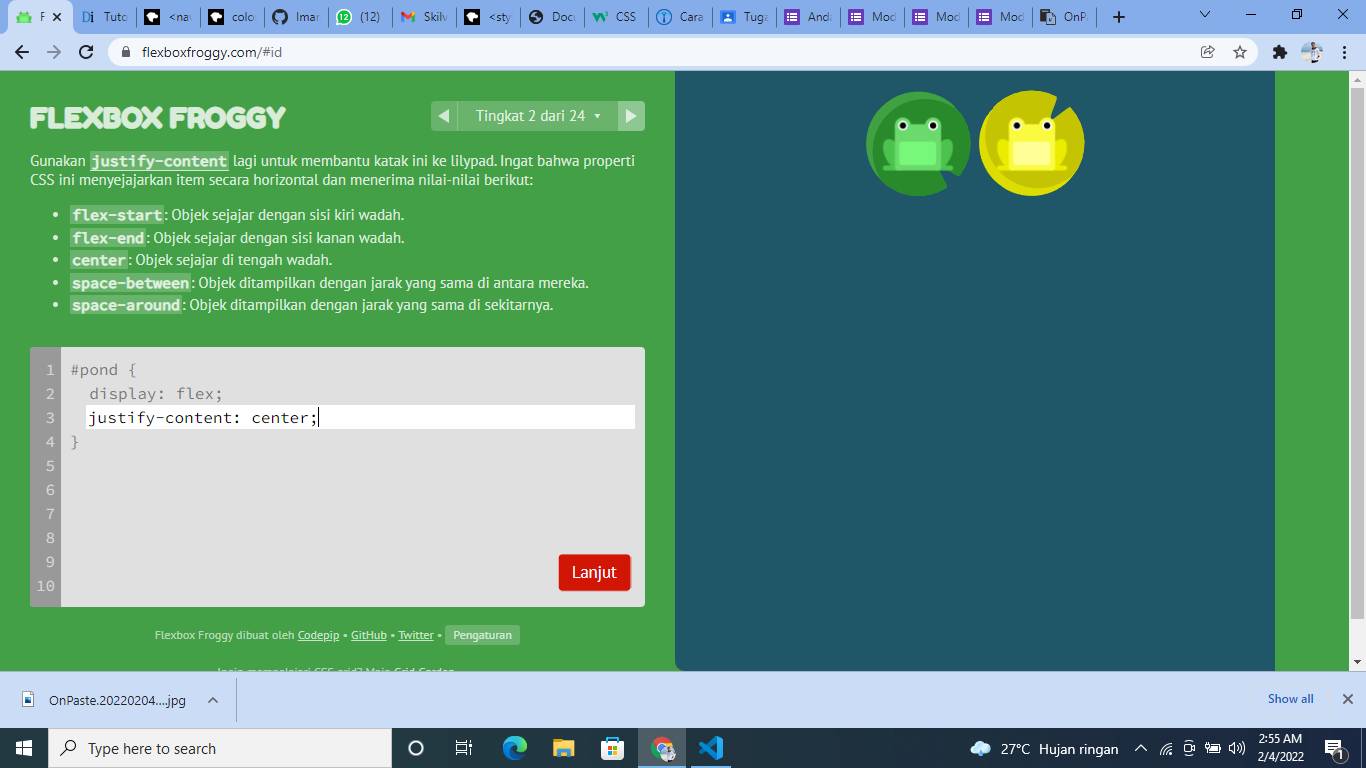 F
Tuto
<nav
colo
Imar
(12)
Skilv
<sty
Docu
CSS
Cara
Tuga
Anda
Mod
Mod
Mod
OnP
flexboxfroggy.com/#id
FLEXBOX FROGGY
Tingkat 2 dari 24
Gunakan justify-content lagi untuk membantu katak ini ke lilypad. Ingat bahwa properti
CSS ini menyejajarkan item secara horizontal dan menerima nilai-nilai berikut:
flex-start: Objek sejajar dengan sisi kiri wadah.
flex-end: Objek sejajar dengan sisi kanan wadah.
center: Objek sejajar di tengah wadah.
space-between: Objek ditampilkan dengan jarak yang sama di antara mereka.
space-around: Objek ditampilkan dengan jarak yang sama di sekitarnya.
1 #pond {
2 display: flex;
3 justify-content: center;
4 }
5
6
7
8
9
10
Lanjut
Flexbox Froggy dibuat oleh Codepip • GitHub • Twitter • Pengaturan
OnPaste.20220204....jpg
Show all
Type here to search
27°C Hujan ringan
2:55 AM
2/4/2022
1